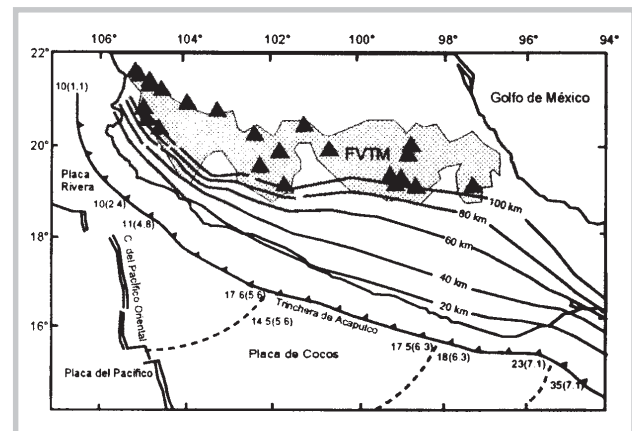 106° 104° 102° 100° 98° 96° 94°
22°
20°
18°
16°
10(1,1)
Golfo de México
FVTM
Placa
Rivera
100 km
80 km
60 km
40 km
20 km
10(2 4)
11(4,8)
C. del Pacífico Oriental
17 6(5 6)
14 5(5 6)
Trinchera de Acapulco
17 5(6 3)
18(6 3)
23(7.1)
35(7.1)
Placa de Cocos
Placa del Pacífico